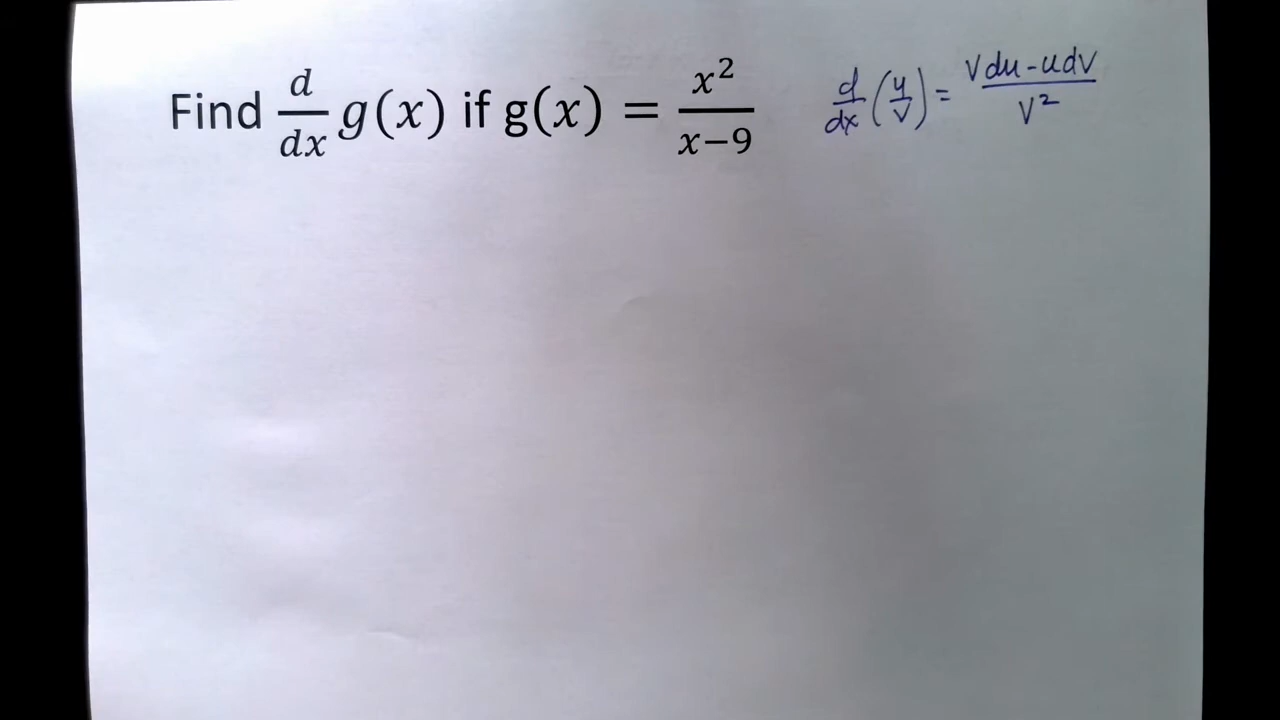 Find d/dx g(x) if g(x) = x²/x−9
d/dx (u/v) = vdu - udv/v²